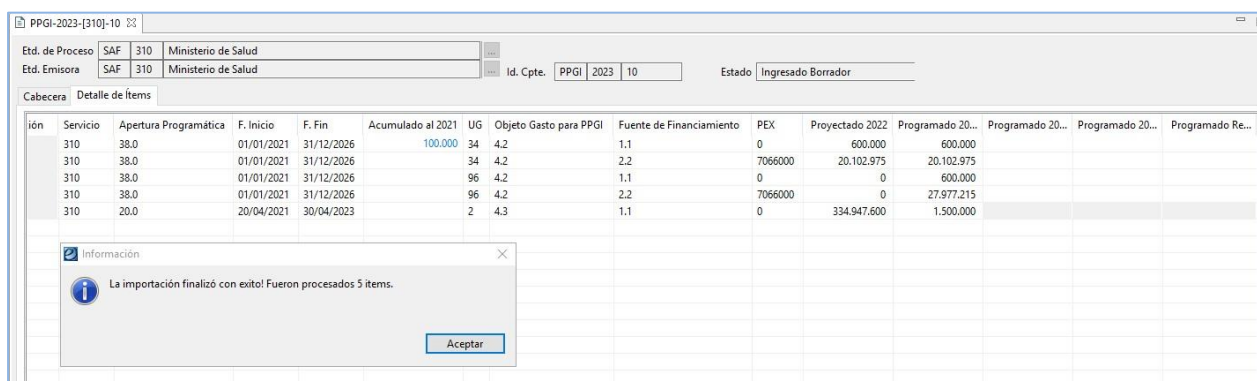 PPGI-2023-[310]-10
Etd. de Proceso SAF 310 Ministerio de Salud ...
Etd. Emisora SAF 310 Ministerio de Salud ... Id. Cpte. PPGI 2023 10 Estado Ingresado Borrador
Cabecera Detalle de Ítems
ión Servicio Apertura Programática F. Inicio F. Fin Acumulado al 2021 UG Objeto Gasto para PPGI Fuente de Financiamiento PEX Proyectado 2022 Programado 20... Programado 20... Programado 20... Programado Re...
310 38.0 01/01/2021 31/12/2026 100.000 34 4.2 1.1 0 600.000 600.000
310 38.0 01/01/2021 31/12/2026 34 4.2 2.2 7066000 20.102.975 20.102.975
310 38.0 01/01/2021 31/12/2026 96 4.2 1.1 0 0 600.000
310 38.0 01/01/2021 31/12/2026 96 4.2 2.2 7066000 0 27.977.215
310 20.0 20/04/2021 30/04/2023 2 4.3 1.1 0 334.947.600 1.500.000
Información
La importación finalizó con exito! Fueron procesados 5 items.
Aceptar